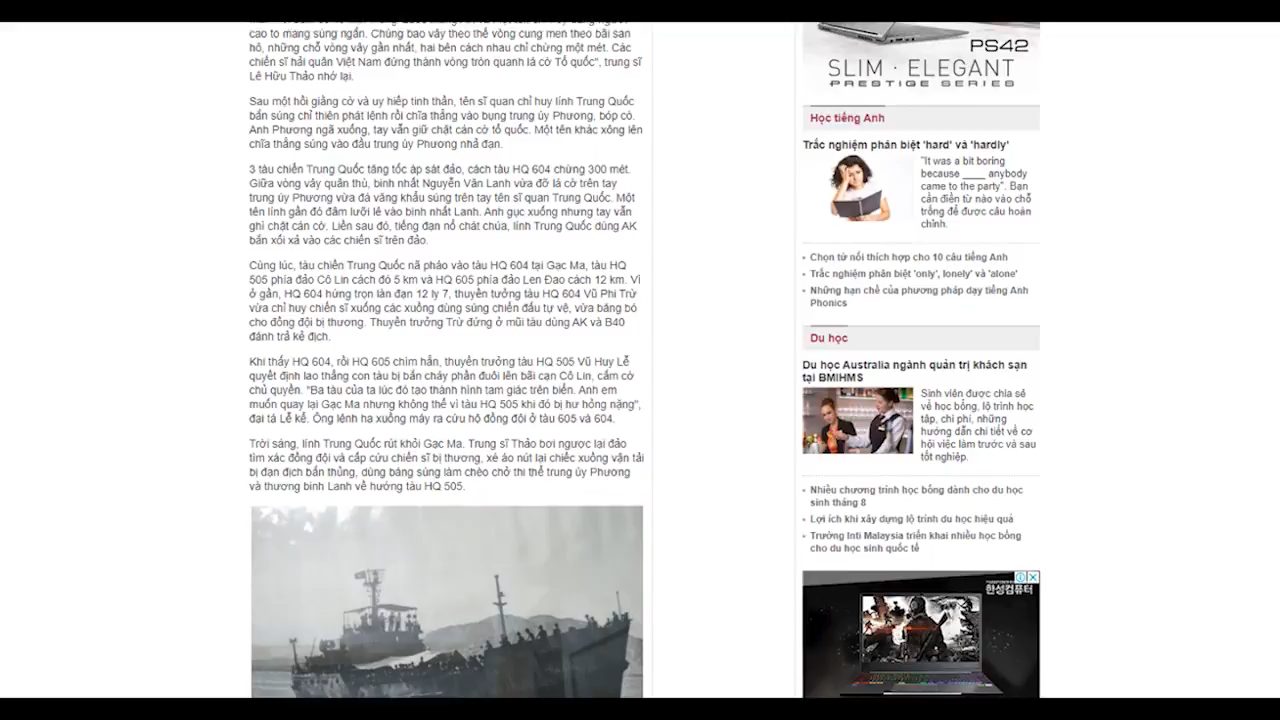 cao to mang súng ngắn. Chúng bao vây theo thế vòng cung men theo bãi san
hô, những chỗ vòng vây gần nhất, hai bên cách nhau chỉ chừng một mét. Các
chiến sĩ hải quân Việt Nam đứng thành vòng tròn quanh lá cờ Tổ quốc", trung sĩ
Lê Hữu Thảo nhớ lại.
Sau một hồi giằng cờ và uy hiếp tinh thần, tên sĩ quan chỉ huy lính Trung Quốc
bắn súng chỉ thiên phát lệnh rồi chĩa thẳng vào bụng trung úy Phương, bóp cò.
Anh Phương ngã xuống, tay vẫn giữ chặt cán cờ tổ quốc. Một tên khác xông lên
chĩa thẳng súng vào đầu trung úy Phương nhả đạn.
3 tàu chiến Trung Quốc tăng tốc áp sát đảo, cách tàu HQ 604 chừng 300 mét.
Giữa vòng vây quân thù, binh nhất Nguyễn Văn Lanh vừa đỡ lá cờ trên tay
trung úy Phương vừa đá văng khẩu súng trên tay tên sĩ quan Trung Quốc. Một
tên lính gần đó đâm lưỡi lê vào binh nhất Lanh. Anh gục xuống nhưng tay vẫn
ghì chặt cán cờ. Liền sau đó, tiếng đạn nổ chát chúa, lính Trung Quốc dùng AK
bắn xối xả vào các chiến sĩ trên đảo.
Cùng lúc, tàu chiến Trung Quốc nã pháo vào tàu HQ 604 tại Gạc Ma, tàu HQ
505 phía đảo Cô Lin cách đó 5 km và HQ 605 phía đảo Len Đao cách 12 km. Vì
ở gần, HQ 604 hứng trọn làn đạn 12 ly 7, thuyền tưởng tàu HQ 604 Vũ Phi Trừ
vừa chỉ huy chiến sĩ xuống các xuồng dùng súng chiến đấu tự vệ, vừa băng bó
cho đồng đội bị thương. Thuyền trưởng Trừ đứng ở mũi tàu dùng AK và B40
đánh trả kẻ địch.
Khi thấy HQ 604, rồi HQ 605 chìm hẳn, thuyền trưởng tàu HQ 505 Vũ Huy Lễ
quyết định lao thẳng con tàu bị bắn cháy phần đuôi lên bãi cạn Cô Lin, cắm cờ
chủ quyền. "Ba tàu của ta lúc đó tạo thành hình tam giác trên biển. Anh em
muốn quay lại Gạc Ma nhưng không thể vì tàu HQ 505 khi đó bị hư hỏng nặng",
đại tá Lễ kể. Ông lệnh hạ xuồng máy ra cứu hộ đồng đội ở tàu 605 và 604.
Trời sáng, lính Trung Quốc rút khỏi Gạc Ma. Trung sĩ Thảo bơi ngược lại đảo
tìm xác đồng đội và cấp cứu chiến sĩ bị thương, xé áo nút lại chiếc xuồng vận tải
bị đạn địch bắn thủng, dùng báng súng làm chèo chở thi thể trung úy Phương
và thương binh Lanh về hướng tàu HQ 505.
PS42
SLIM · ELEGANT
PRESTIGE SERIES
Học tiếng Anh
Trắc nghiệm phân biệt 'hard' và 'hardly'
"It was a bit boring
because ____ anybody
came to the party". Bạn
cần điền từ nào vào chỗ
trống để được câu hoàn
chỉnh.
Chọn từ nối thích hợp cho 10 câu tiếng Anh
Trắc nghiệm phân biệt 'only', lonely' và 'alone'
Những hạn chế của phương pháp dạy tiếng Anh
Phonics
Du học
Du học Australia ngành quản trị khách sạn
tại BMIHMS
Sinh viên được chia sẻ
về học bổng, lộ trình học
tập, chi phí, những
hướng dẫn chi tiết về cơ
hội việc làm trước và sau
tốt nghiệp.
Nhiều chương trình học bổng dành cho du học
sinh tháng 8
Lợi ích khi xây dựng lộ trình du học hiệu quả
Trường Inti Malaysia triển khai nhiều học bổng
cho du học sinh quốc tế
한성컴퓨터